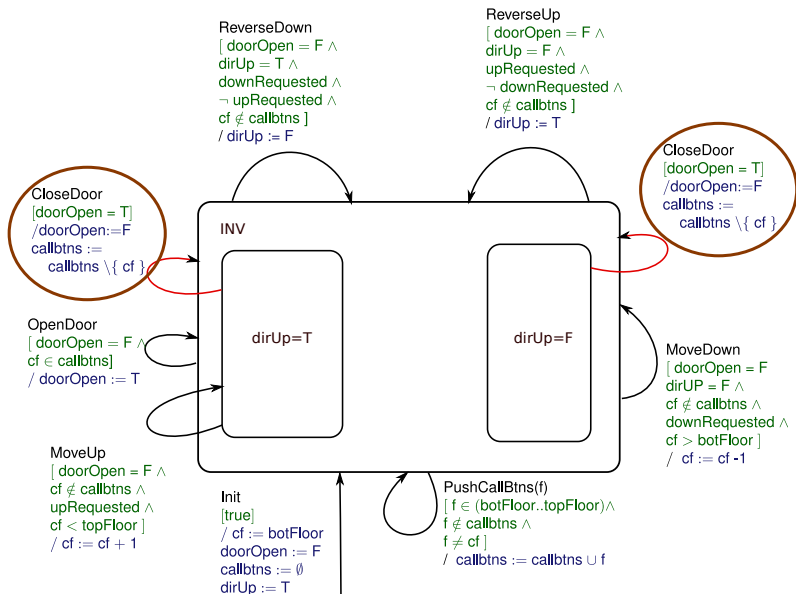 ReverseDown
[ doorOpen = F ∧
dirUp = T ∧
downRequested ∧
¬ upRequested ∧
cf ∉ callbtns ]
/ dirUp := F
ReverseUp
[ doorOpen = F ∧
dirUp = F ∧
upRequested ∧
¬ downRequested ∧
cf ∉ callbtns ]
/ dirUp := T
CloseDoor
[doorOpen = T]
/doorOpen:=F
callbtns :=
callbtns \{ cf }
CloseDoor
[doorOpen = T]
/doorOpen:=F
callbtns :=
callbtns \{ cf }
INV
dirUp=T
dirUp=F
OpenDoor
[ doorOpen = F ∧
cf ∈ callbtns]
/ doorOpen := T
MoveDown
[ doorOpen = F
dirUP = F ∧
cf ∉ callbtns ∧
downRequested ∧
cf > botFloor ]
/ cf := cf -1
MoveUp
[ doorOpen = F ∧
cf ∉ callbtns ∧
upRequested ∧
cf < topFloor ]
/ cf := cf + 1
Init
[true]
/ cf := botFloor
doorOpen := F
callbtns := ∅
dirUp := T
PushCallBtns(f)
[ f ∈ (botFloor..topFloor)∧
f ∉ callbtns ∧
f ≠ cf ]
/ callbtns := callbtns ∪ f